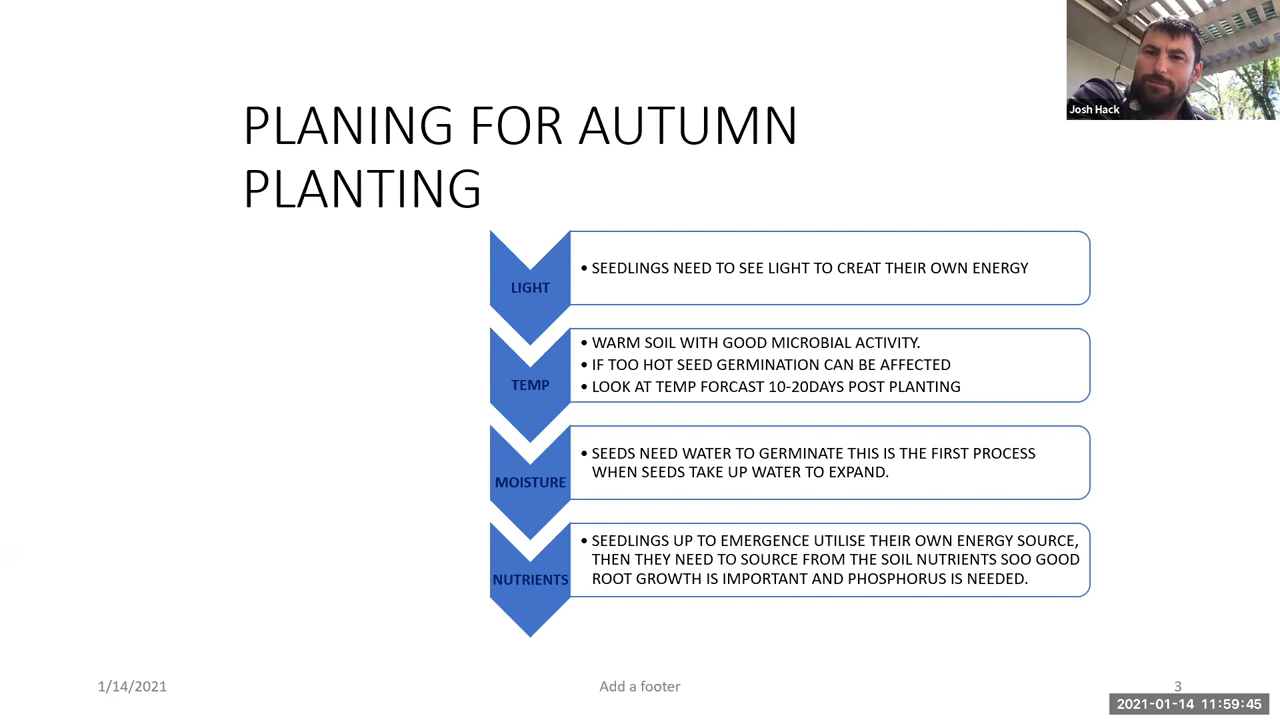 Josh Hack
PLANING FOR AUTUMN
PLANTING
LIGHT
• SEEDLINGS NEED TO SEE LIGHT TO CREAT THEIR OWN ENERGY
TEMP
• WARM SOIL WITH GOOD MICROBIAL ACTIVITY.
• IF TOO HOT SEED GERMINATION CAN BE AFFECTED
• LOOK AT TEMP FORCAST 10-20DAYS POST PLANTING
MOISTURE
• SEEDS NEED WATER TO GERMINATE THIS IS THE FIRST PROCESS
WHEN SEEDS TAKE UP WATER TO EXPAND.
NUTRIENTS
• SEEDLINGS UP TO EMERGENCE UTILISE THEIR OWN ENERGY SOURCE,
THEN THEY NEED TO SOURCE FROM THE SOIL NUTRIENTS SOO GOOD
ROOT GROWTH IS IMPORTANT AND PHOSPHORUS IS NEEDED.
1/14/2021
Add a footer
3
2021-01-14 11:59:45